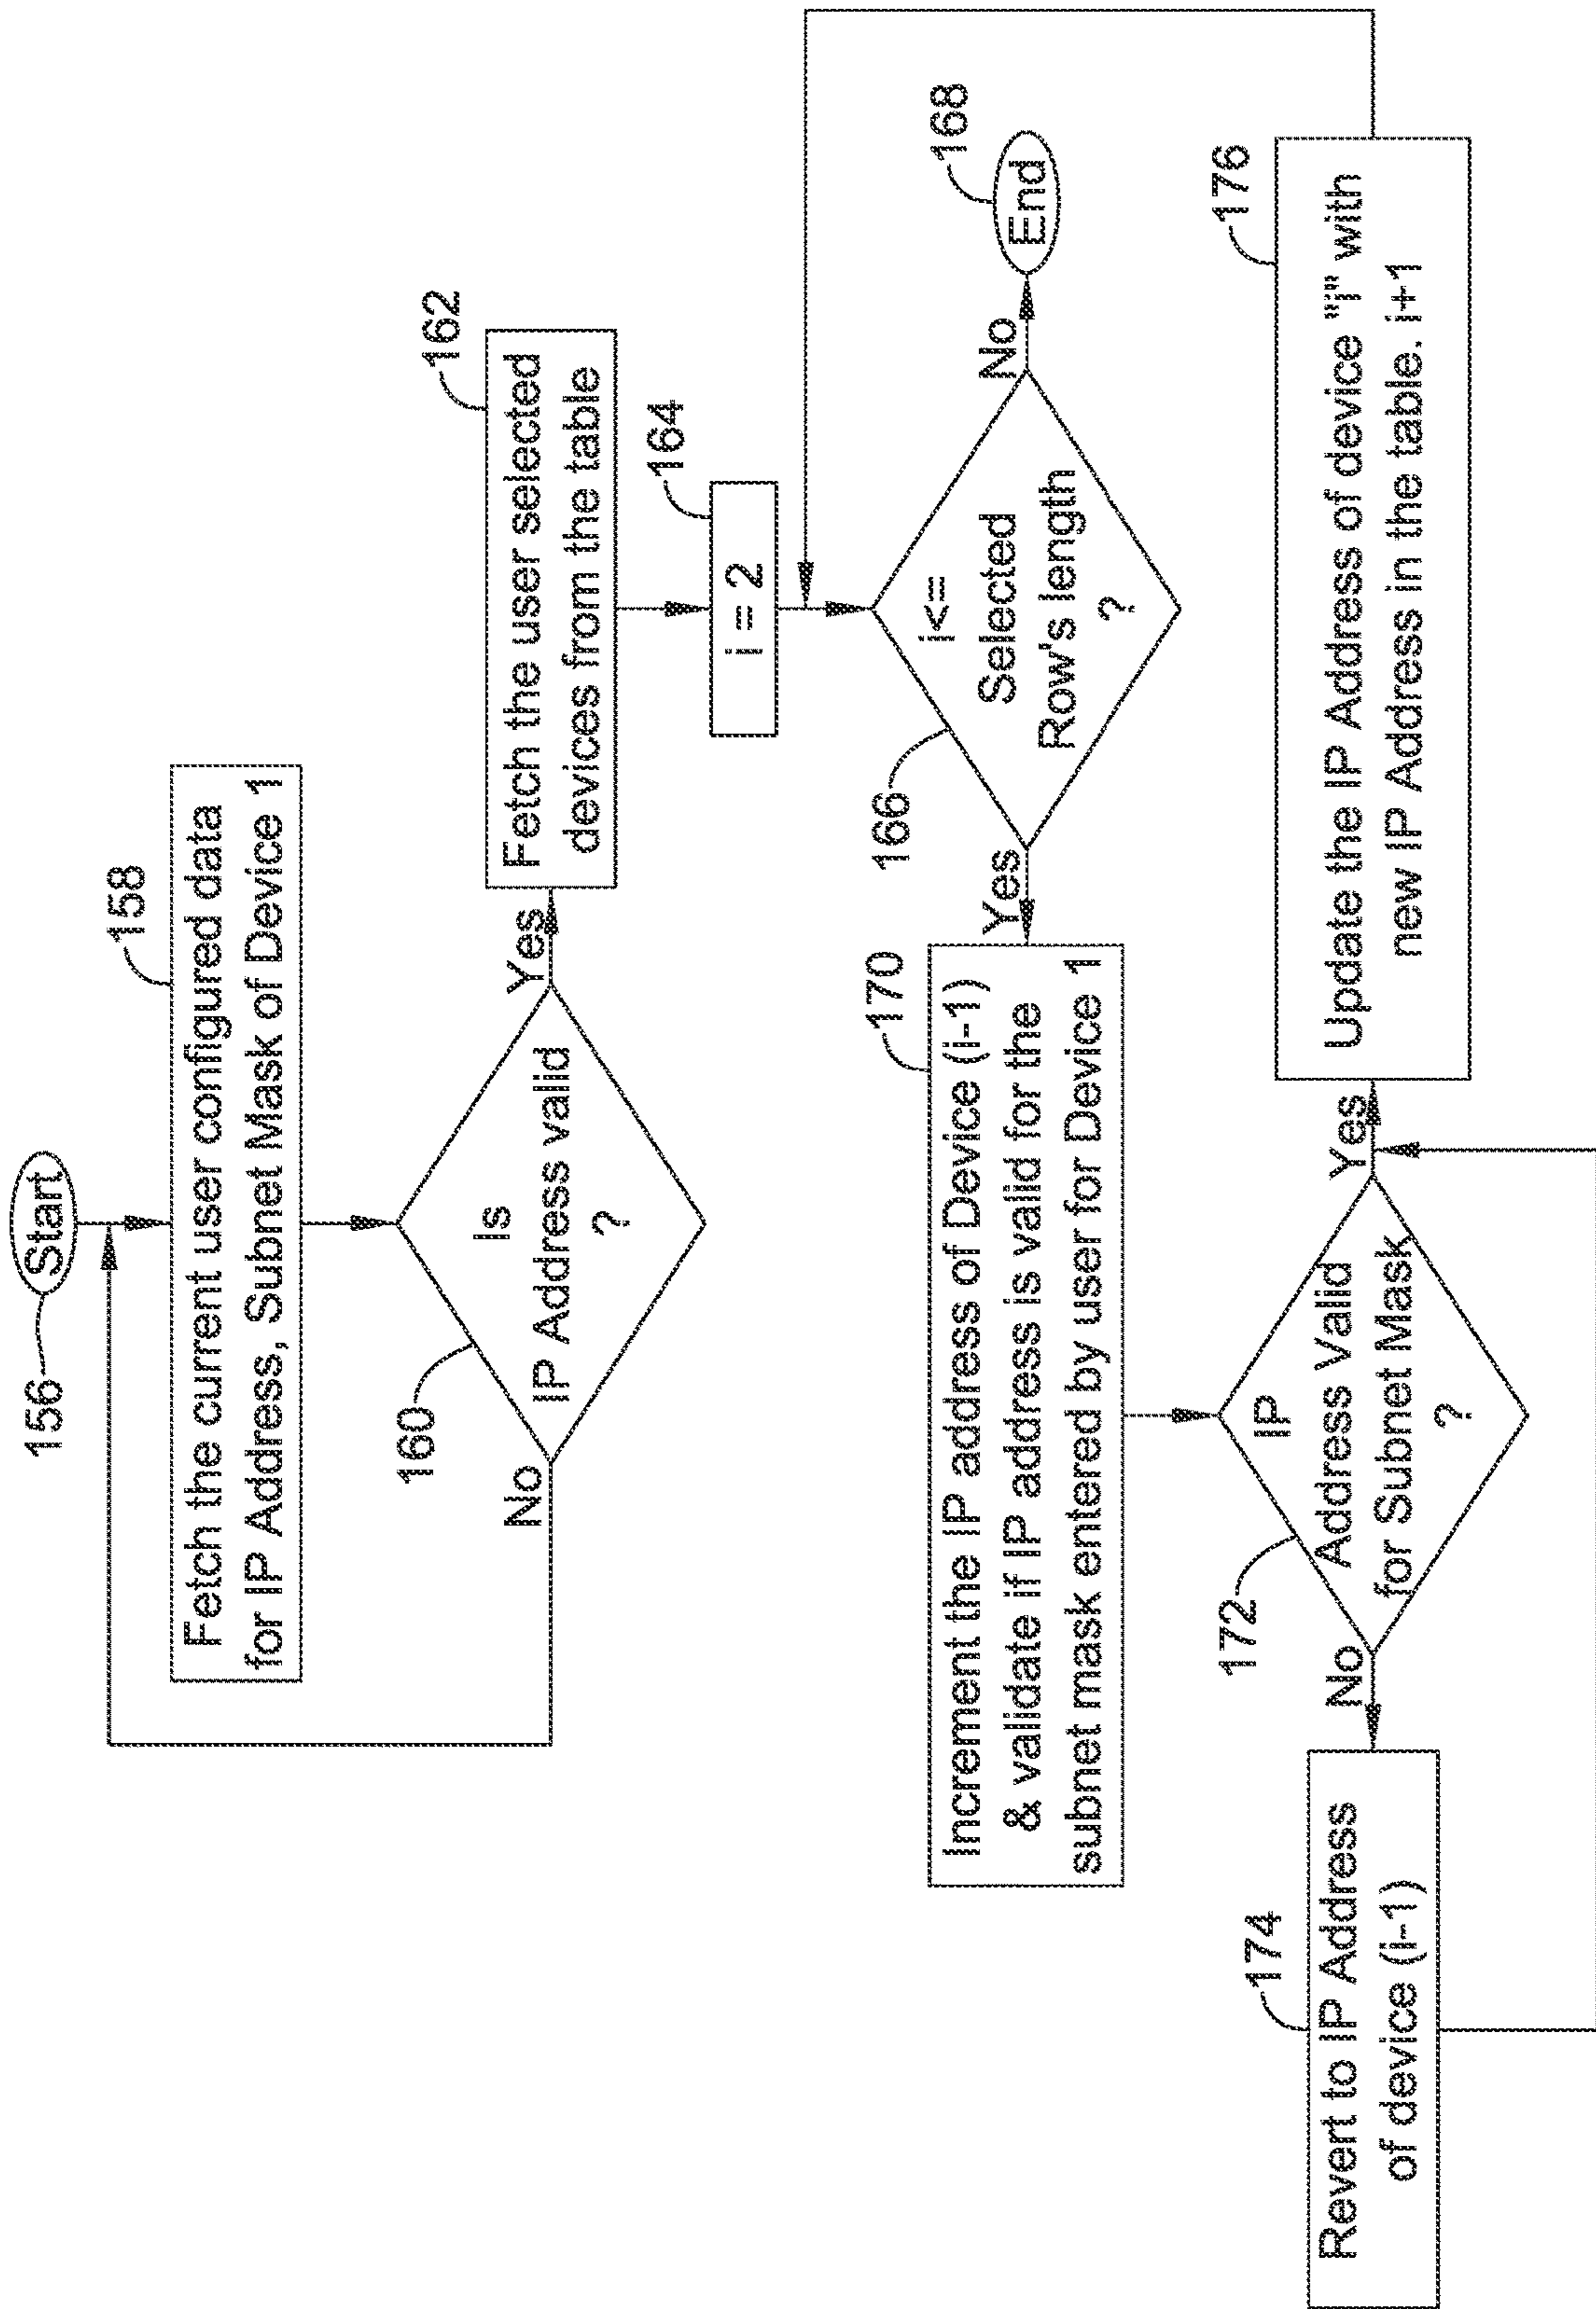 Start
156
158
Fetch the current user configured data
for IP Address, Subnet Mask of Device 1
160
Is
IP Address valid
?
No
Yes
162
Fetch the user selected
devices from the table
164
i = 2
166
i<=
Selected
Row's length
?
No
168
End
Yes
170
Increment the IP address of Device (i-1)
& validate if IP address is valid for the
subnet mask entered by user for Device 1
172
IP
Address Valid
for Subnet Mask
?
No
174
Revert to IP Address
of device (i-1)
Yes
176
Update the IP Address of device "i" with
new IP Address in the table. i+1